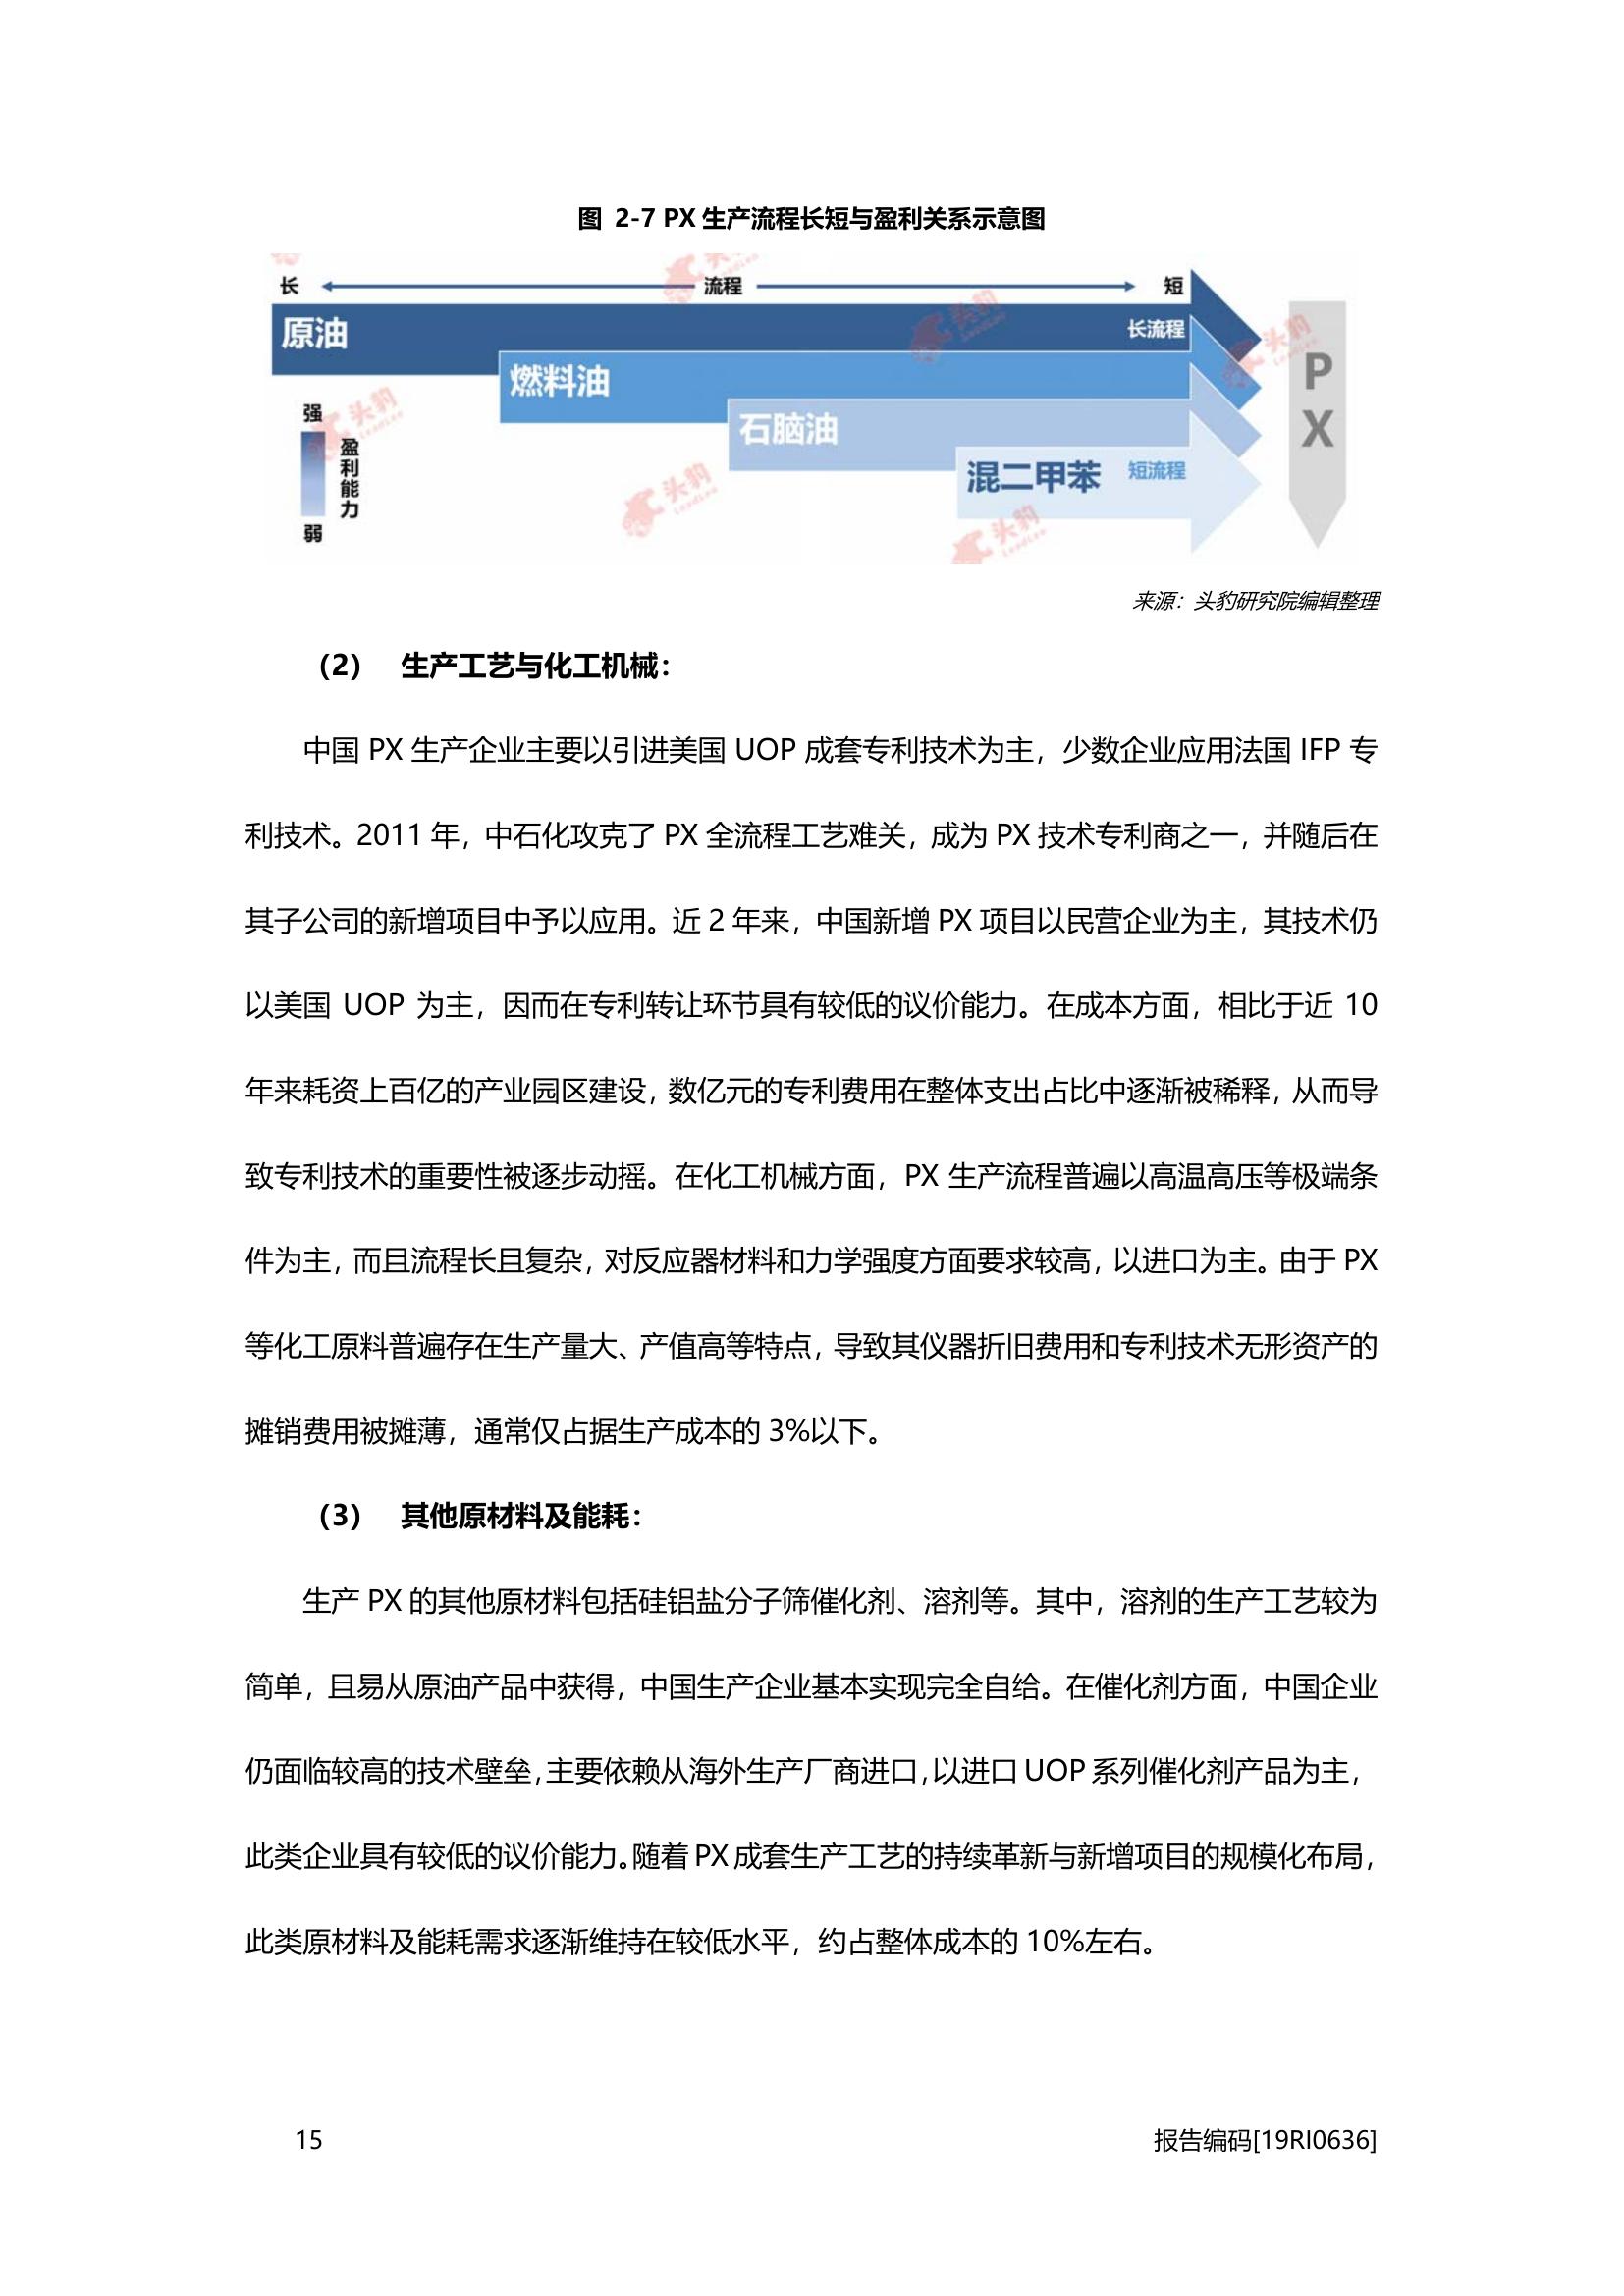 图 2-7 PX 生产流程长短与盈利关系示意图
长 流程 短
原油 长流程
燃料油
石脑油
混二甲苯 短流程
P
X
强
盈利能力
弱
头豹 LeadLeo
来源：头豹研究院编辑整理
（2） 生产工艺与化工机械：
中国 PX 生产企业主要以引进美国 UOP 成套专利技术为主，少数企业应用法国 IFP 专
利技术。2011 年，中石化攻克了 PX 全流程工艺难关，成为 PX 技术专利商之一，并随后在
其子公司的新增项目中予以应用。近 2 年来，中国新增 PX 项目以民营企业为主，其技术仍
以美国 UOP 为主，因而在专利转让环节具有较低的议价能力。在成本方面，相比于近 10
年来耗资上百亿的产业园区建设，数亿元的专利费用在整体支出占比中逐渐被稀释，从而导
致专利技术的重要性被逐步动摇。在化工机械方面，PX 生产流程普遍以高温高压等极端条
件为主，而且流程长且复杂，对反应器材料和力学强度方面要求较高，以进口为主。由于 PX
等化工原料普遍存在生产量大、产值高等特点，导致其仪器折旧费用和专利技术无形资产的
摊销费用被摊薄，通常仅占据生产成本的 3%以下。
（3） 其他原材料及能耗：
生产 PX 的其他原材料包括硅铝盐分子筛催化剂、溶剂等。其中，溶剂的生产工艺较为
简单，且易从原油产品中获得，中国生产企业基本实现完全自给。在催化剂方面，中国企业
仍面临较高的技术壁垒，主要依赖从海外生产厂商进口，以进口 UOP 系列催化剂产品为主，
此类企业具有较低的议价能力。随着 PX 成套生产工艺的持续革新与新增项目的规模化布局，
此类原材料及能耗需求逐渐维持在较低水平，约占整体成本的 10%左右。
15 报告编码[19RI0636]